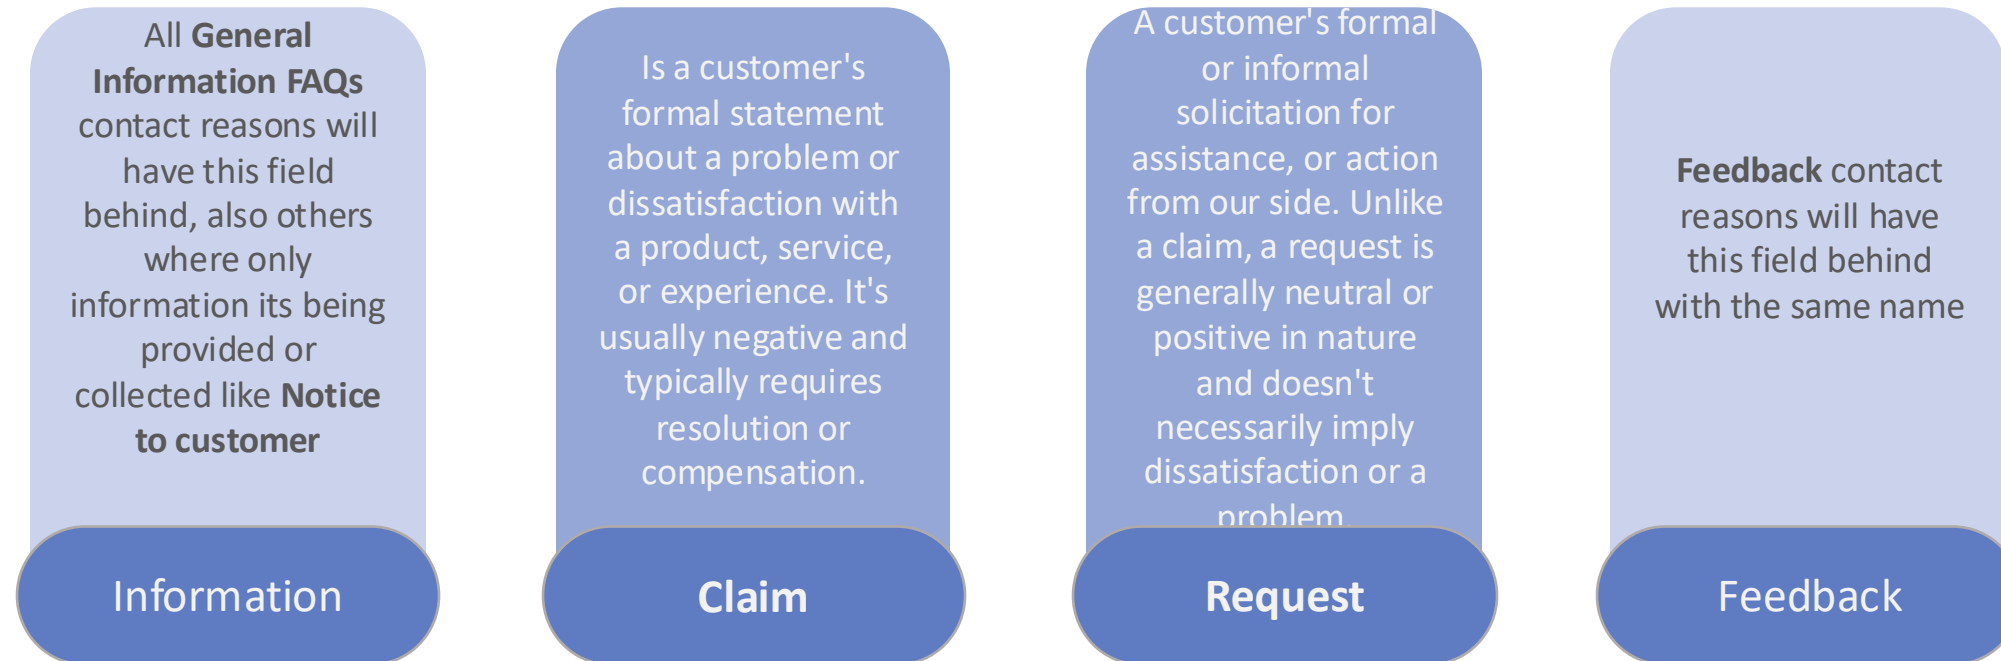 All General
Information FAQs
contact reasons will
have this field
behind, also others
where only
information its being
provided or
collected like Notice
to customer
Information
Is a customer's
formal statement
about a problem or
dissatisfaction with
a product, service,
or experience. It's
usually negative and
typically requires
resolution or
compensation.
Claim
A customer's formal
or informal
solicitation for
assistance, or action
from our side. Unlike
a claim, a request is
generally neutral or
positive in nature
and doesn't
necessarily imply
dissatisfaction or a
problem.
Request
Feedback contact
reasons will have
this field behind
with the same name
Feedback